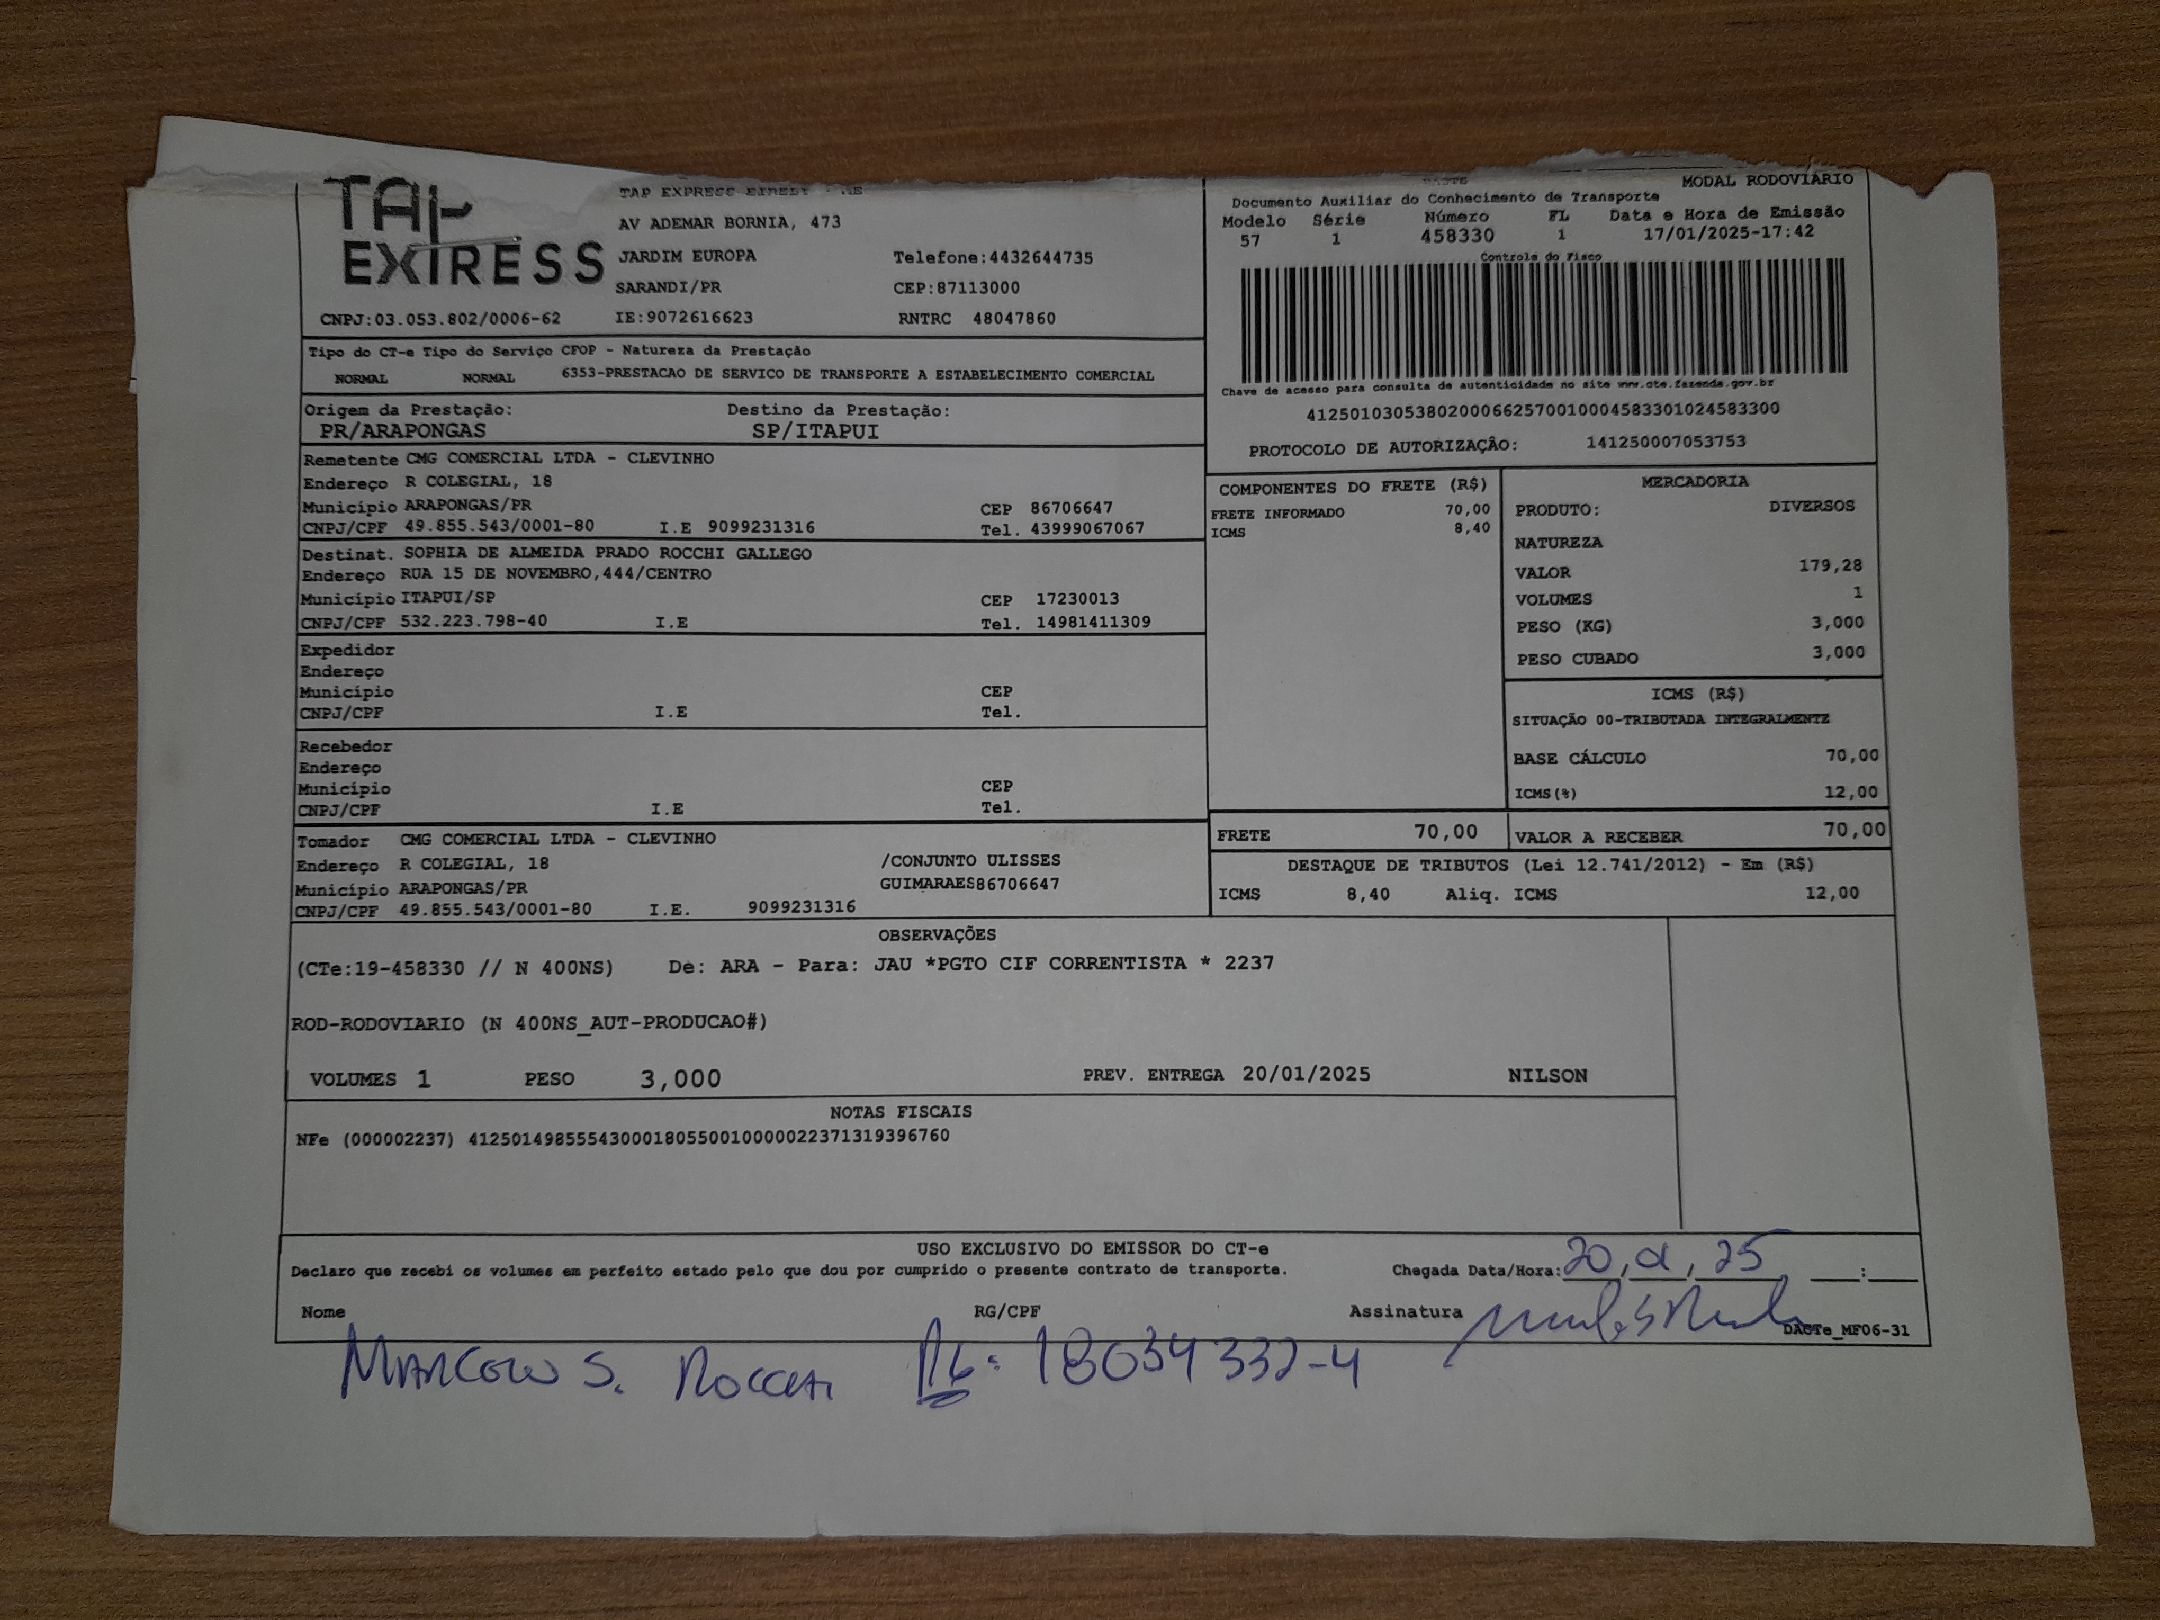 TAP
EXPRESS
TAP EXPRESS EIRELI - ME
AV ADEMAR BORNIA, 473
JARDIM EUROPA Telefone:4432644735
SARANDI/PR CEP:87113000
CNPJ:03.053.802/0006-62 IE:9072616623 RNTRC 48047860
DACTE MODAL RODOVIÁRIO
Documento Auxiliar do Conhecimento de Transporte
Modelo Série Número FL Data e Hora de Emissão
57 1 458330 1 17/01/2025-17:42
Controle do Fisco
Chave de acesso para consulta de autenticidade no site www.cte.fazenda.gov.br
41250103053802000662570010004583301024583300
PROTOCOLO DE AUTORIZAÇÃO: 141250007053753
Tipo do CT-e Tipo do Serviço CFOP - Natureza da Prestação
NORMAL NORMAL 6353-PRESTACAO DE SERVICO DE TRANSPORTE A ESTABELECIMENTO COMERCIAL
Origem da Prestação: Destino da Prestação:
PR/ARAPONGAS SP/ITAPUI
Remetente CMG COMERCIAL LTDA - CLEVINHO
Endereço R COLEGIAL, 18
Município ARAPONGAS/PR CEP 86706647
CNPJ/CPF 49.855.543/0001-80 I.E 9099231316 Tel. 43999067067
Destinat. SOPHIA DE ALMEIDA PRADO ROCCHI GALLEGO
Endereço RUA 15 DE NOVEMBRO,444/CENTRO
Município ITAPUI/SP CEP 17230013
CNPJ/CPF 532.223.798-40 I.E Tel. 14981411309
Expedidor
Endereço
Município CEP
CNPJ/CPF I.E Tel.
Recebedor
Endereço
Município CEP
CNPJ/CPF I.E Tel.
Tomador CMG COMERCIAL LTDA - CLEVINHO
Endereço R COLEGIAL, 18 /CONJUNTO ULISSES
Município ARAPONGAS/PR GUIMARAES86706647
CNPJ/CPF 49.855.543/0001-80 I.E. 9099231316
COMPONENTES DO FRETE (R$)
FRETE INFORMADO 70,00
ICMS 8,40
MERCADORIA
PRODUTO: DIVERSOS
NATUREZA
VALOR 179,28
VOLUMES 1
PESO (KG) 3,000
PESO CUBADO 3,000
ICMS (R$)
SITUAÇÃO 00-TRIBUTADA INTEGRALMENTE
BASE CÁLCULO 70,00
ICMS(%) 12,00
FRETE 70,00 VALOR A RECEBER 70,00
DESTAQUE DE TRIBUTOS (Lei 12.741/2012) - Em (R$)
ICMS 8,40 Aliq. ICMS 12,00
OBSERVAÇÕES
(CTe:19-458330 // N 400NS) De: ARA - Para: JAU *PGTO CIF CORRENTISTA * 2237
ROD-RODOVIARIO (N 400NS_AUT-PRODUCAO#)
VOLUMES 1 PESO 3,000 PREV. ENTREGA 20/01/2025 NILSON
NOTAS FISCAIS
NFe (000002237) 41250149855543000180550010000022371319396760
USO EXCLUSIVO DO EMISSOR DO CT-e
Declaro que recebi os volumes em perfeito estado pelo que dou por cumprido o presente contrato de transporte. Chegada Data/Hora: 20, 01, 25 __:__
Nome RG/CPF Assinatura
DACTe_MF06-31
S. ROCCHI RG: 18034332-4